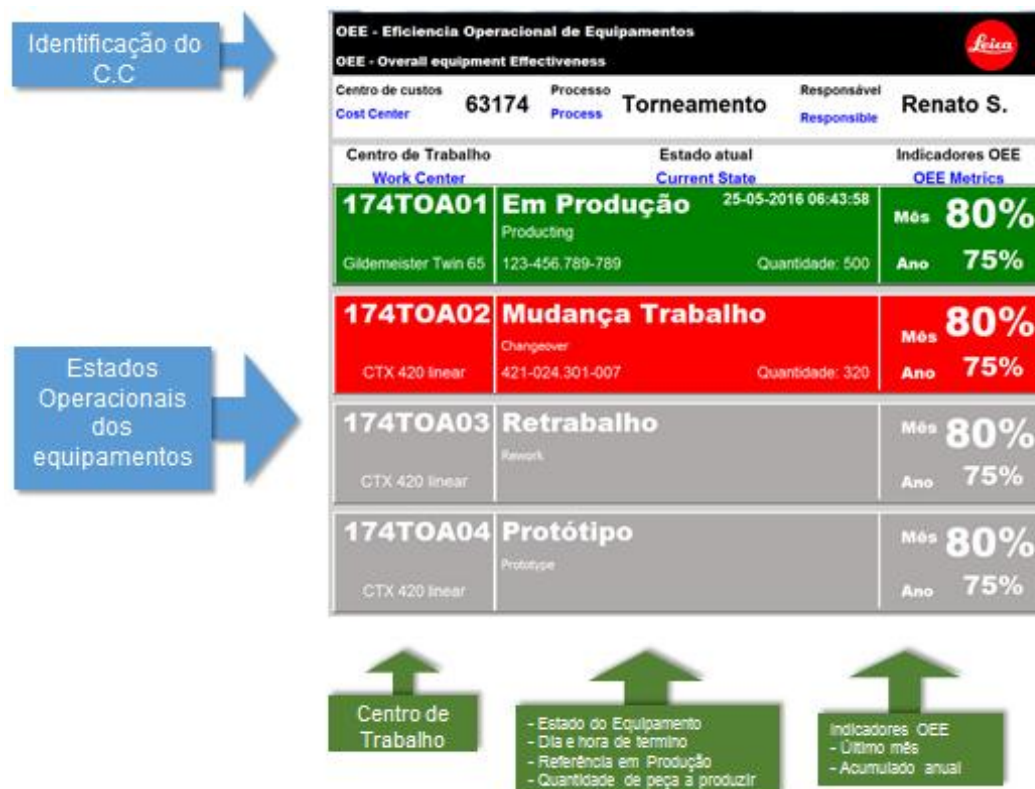 Identificação do
C.C
OEE - Eficiencia Operacional de Equipamentos
OEE - Overall equipment Effectiveness
Leica
Centro de custos
Cost Center
63174
Processo
Process
Torneamento
Responsável
Responsible
Renato S.
Centro de Trabalho
Work Center
Estado atual
Current State
Indicadores OEE
OEE Metrics
174TOA01
Gildemeister Twin 65
Em Produção
25-05-2016 06:43:58
Producting
123-456.789-789
Quantidade: 500
Mês 80%
Ano 75%
Estados
Operacionais
dos
equipamentos
174TOA02
CTX 420 linear
Mudança Trabalho
Changeover
421-024.301-007
Quantidade: 320
Mês 80%
Ano 75%
174TOA03
CTX 420 linear
Retrabalho
Rework
Mês 80%
Ano 75%
174TOA04
CTX 420 linear
Protótipo
Prototype
Mês 80%
Ano 75%
Centro de
Trabalho
- Estado do Equipamento
- Dia e hora de termino
- Referência em Produção
- Quantidade de peça a produzir
Indicadores OEE
- Último mês
- Acumulado anual